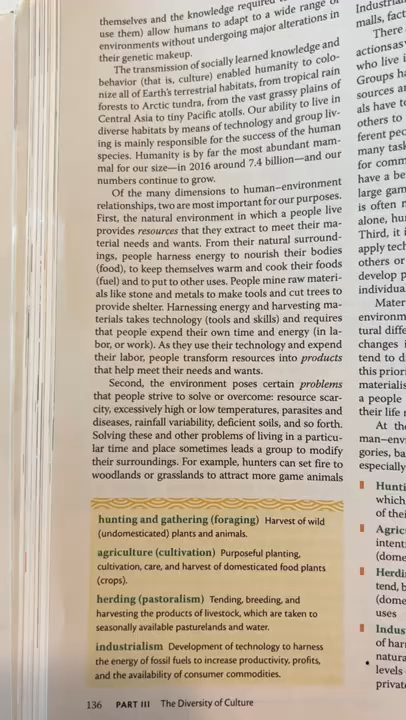 themselves and the knowledge required
use them) allow humans to adapt to a wide range of
environments without undergoing major alterations in
their genetic makeup.
The transmission of socially learned knowledge and
behavior (that is, culture) enabled humanity to colo-
nize all of Earth's terrestrial habitats, from tropical rain
forests to Arctic tundra, from the vast grassy plains of
Central Asia to tiny Pacific atolls. Our ability to live in
diverse habitats by means of technology and group liv-
ing is mainly responsible for the success of the human
species. Humanity is by far the most abundant mam-
mal for our size—in 2016 around 7.4 billion—and our
numbers continue to grow.
Of the many dimensions to human–environment
relationships, two are most important for our purposes.
First, the natural environment in which a people live
provides resources that they extract to meet their ma-
terial needs and wants. From their natural surround-
ings, people harness energy to nourish their bodies
(food), to keep themselves warm and cook their foods
(fuel) and to put to other uses. People mine raw materi-
als like stone and metals to make tools and cut trees to
provide shelter. Harnessing energy and harvesting ma-
terials takes technology (tools and skills) and requires
that people expend their own time and energy (in la-
bor, or work). As they use their technology and expend
their labor, people transform resources into products
that help meet their needs and wants.
Second, the environment poses certain problems
that people strive to solve or overcome: resource scar-
city, excessively high or low temperatures, parasites and
diseases, rainfall variability, deficient soils, and so forth.
Solving these and other problems of living in a particu-
lar time and place sometimes leads a group to modify
their surroundings. For example, hunters can set fire to
woodlands or grasslands to attract more game animals
hunting and gathering (foraging) Harvest of wild
(undomesticated) plants and animals.
agriculture (cultivation) Purposeful planting,
cultivation, care, and harvest of domesticated food plants
(crops).
herding (pastoralism) Tending, breeding, and
harvesting the products of livestock, which are taken to
seasonally available pasturelands and water.
industrialism Development of technology to harness
the energy of fossil fuels to increase productivity, profits,
and the availability of consumer commodities.
136 PART III The Diversity of Culture
malls, fact
There
actions as
who live i
Groups ha
sources a
als have to
others to
ferent pec
many task
for comm
have a be
large gam
is often n
alone, hu
Third, it i
apply tech
others or
develop p
individua
Mater
environm
tural diffe
changes i
tend to d
this prior
materialis
a people
their life
At the
man–env
gories, ba
especially
Hunti
which
of thei
Agric
intent
(dome
Herdi
tend, b
(dome
uses
Indus
of har
natura
levels
privat